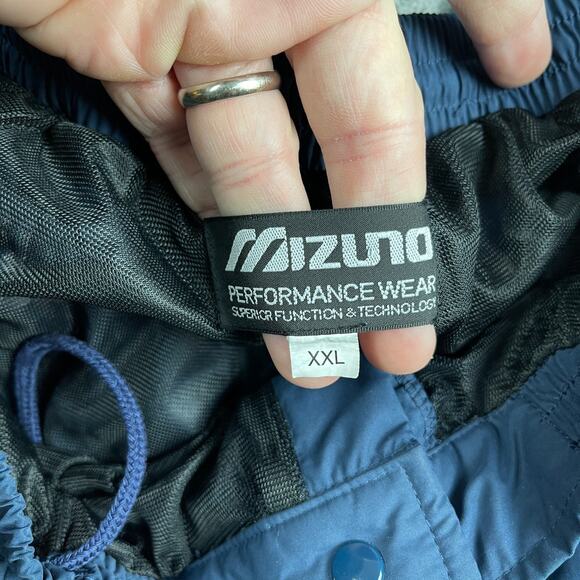 MIZUNO
PERFORMANCE WEAR
SUPERIOR FUNCTION & TECHNOLOGY
XXL